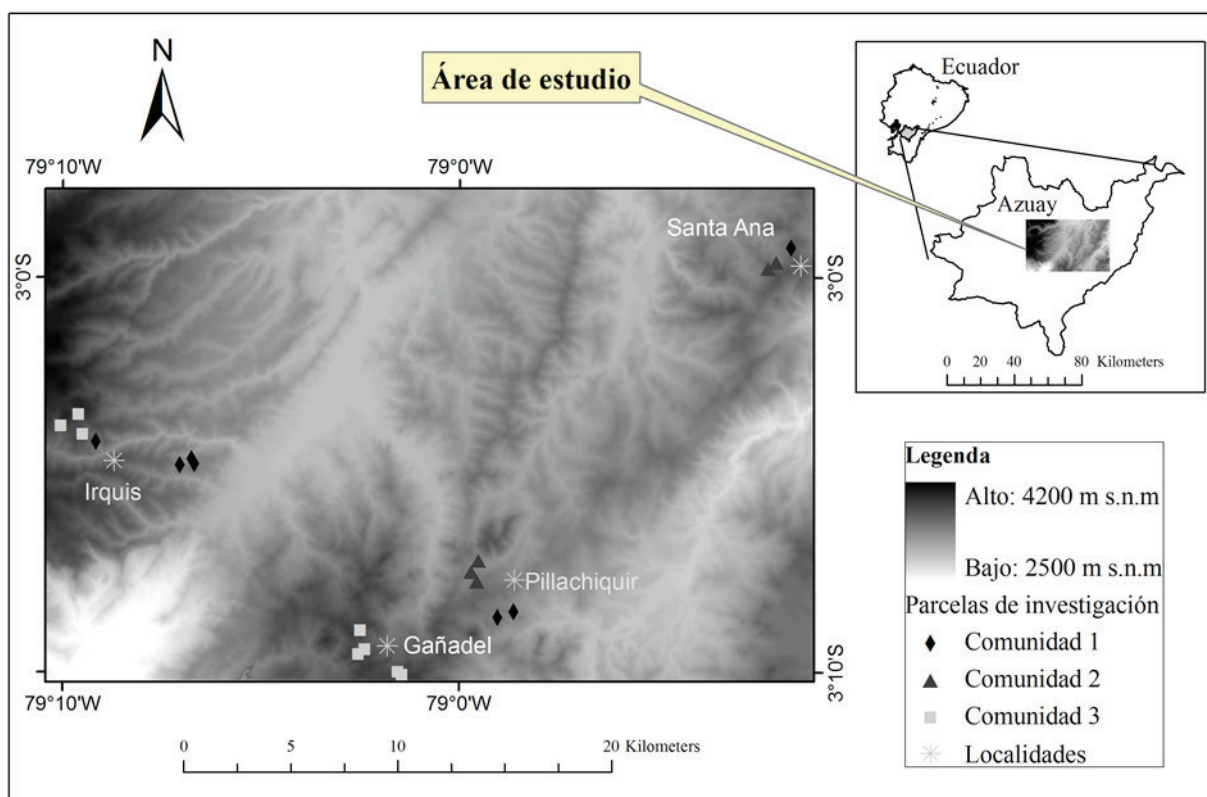 N
Área de estudio
Ecuador
Azuay
0 20 40 80 Kilometers
79°10'W 79°0'W
3°0'S 3°0'S
Santa Ana
Irquis
Pillachiquir
Gañadel
3°10'S
79°10'W 79°0'W
0 5 10 20 Kilometers
Legenda
Alto: 4200 m s.n.m
Bajo: 2500 m s.n.m
Parcelas de investigación
Comunidad 1
Comunidad 2
Comunidad 3
Localidades